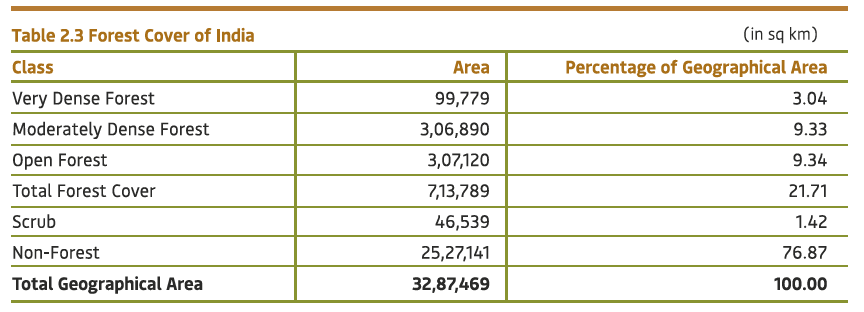 Table 2.3 Forest Cover of India (in sq km)
Class Area Percentage of Geographical Area
Very Dense Forest 99,779 3.04
Moderately Dense Forest 3,06,890 9.33
Open Forest 3,07,120 9.34
Total Forest Cover 7,13,789 21.71
Scrub 46,539 1.42
Non-Forest 25,27,141 76.87
Total Geographical Area 32,87,469 100.00